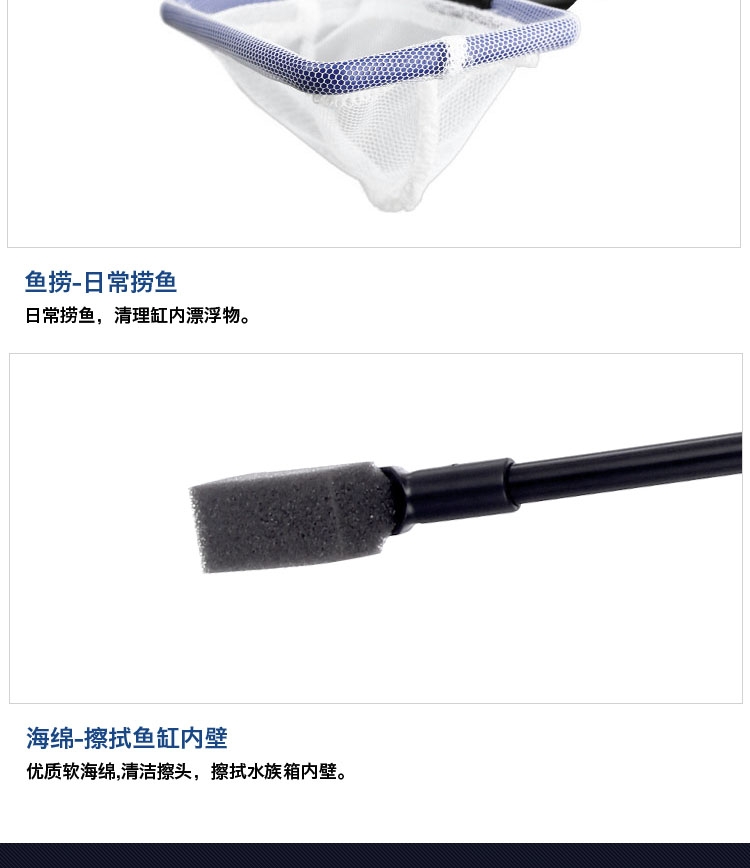 鱼捞-日常捞鱼
日常捞鱼，清理缸内漂浮物。
海绵-擦拭鱼缸内壁
优质软海绵,清洁擦头，擦拭水族箱内壁。